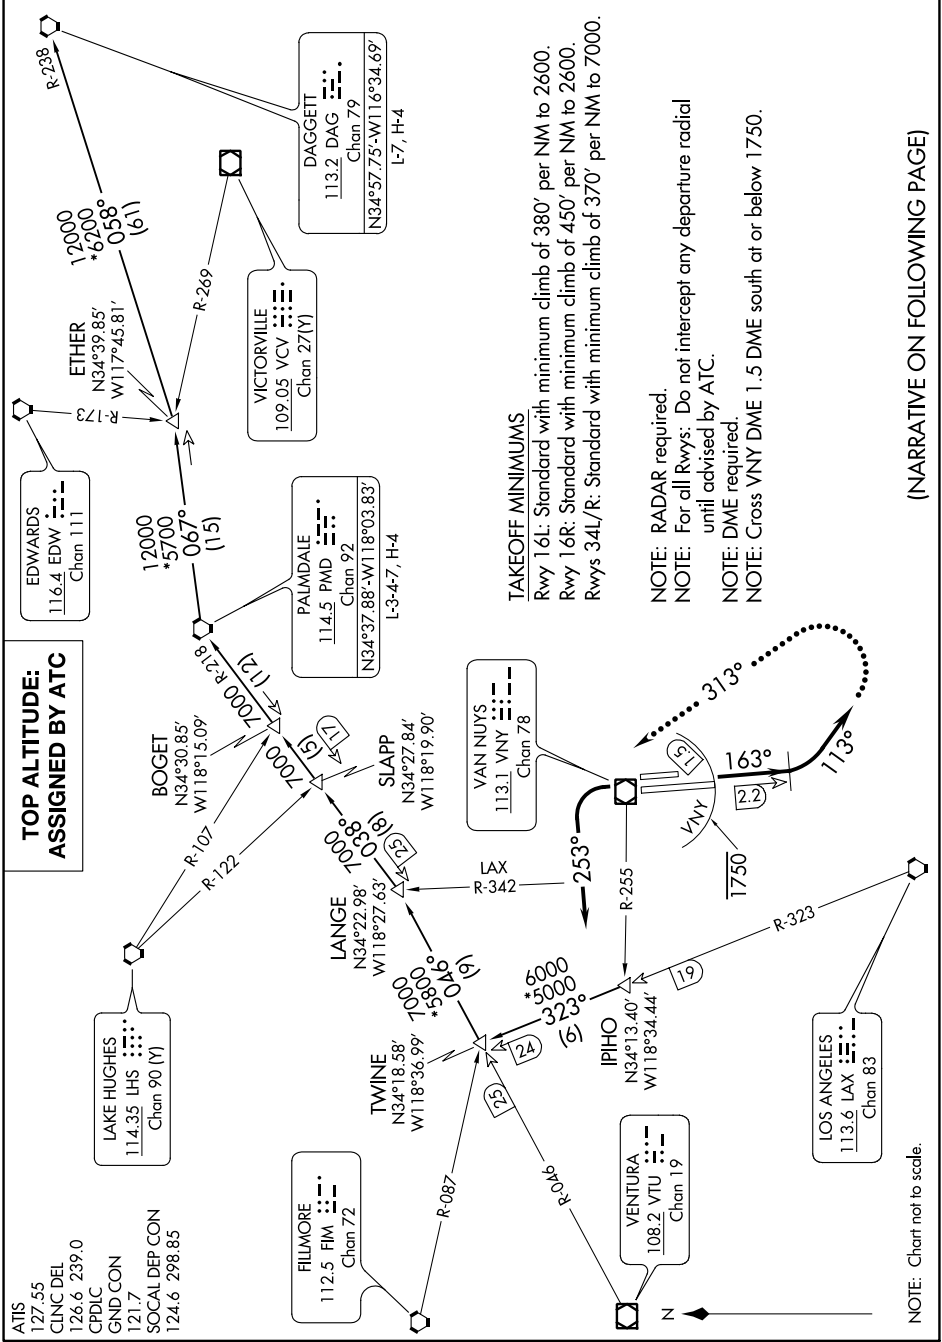 ATIS
127.55
CLNC DEL
126.6 239.0
CPDLC
GND CON
121.7
SOCAL DEP CON
124.6 298.85
TOP ALTITUDE:
ASSIGNED BY ATC
LAKE HUGHES
114.35 LHS
Chan 90 (Y)
EDWARDS
116.4 EDW
Chan 111
R-173
R-107
R-122
ETHER
N34°39.85'
W117°45.81'
12000
*6200
058°
(61)
R-238
DAGGETT
113.2 DAG
Chan 79
N34°57.75'-W116°34.69'
L-7, H-4
R-269
VICTORVILLE
109.05 VCV
Chan 27(Y)
12000
*5700
067°
(15)
PALMDALE
114.5 PMD
Chan 92
N34°37.88'-W118°03.83'
L-3-4-7, H-4
BOGET
N34°30.85'
W118°15.09'
7000 R-218
(12)
7000
(5)
17
SLAPP
N34°27.84'
W118°19.90'
7000
038°
(8)
25
LANGE
N34°22.98'
W118°27.63'
LAX
R-342
7000
*5800
046°
(9)
TWINE
N34°18.58'
W118°36.99'
24
25
FILLMORE
112.5 FIM
Chan 72
R-087
R-046
VENTURA
108.2 VTU
Chan 19
6000
*5000
323°
(6)
IPIHO
N34°13.40'
W118°34.44'
19
R-323
R-255
LOS ANGELES
113.6 LAX
Chan 83
VAN NUYS
113.1 VNY
Chan 78
253°
VNY
1.5
1750
163°
2.2
113°
313°
TAKEOFF MINIMUMS
Rwy 16L: Standard with minimum climb of 380' per NM to 2600.
Rwy 16R: Standard with minimum climb of 450' per NM to 2600.
Rwys 34L/R: Standard with minimum climb of 370' per NM to 7000.
NOTE: RADAR required.
NOTE: For all Rwys: Do not intercept any departure radial
until advised by ATC.
NOTE: DME required.
NOTE: Cross VNY DME 1.5 DME south at or below 1750.
N
NOTE: Chart not to scale.
(NARRATIVE ON FOLLOWING PAGE)